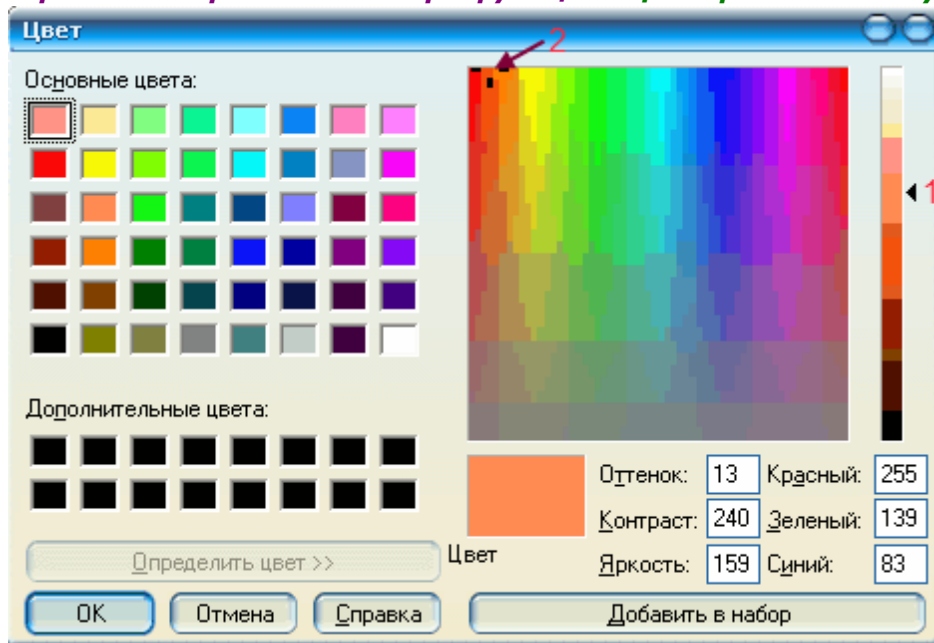 Цвет
2
Основные цвета:
1
Дополнительные цвета:
Определить цвет >>
ОК
Отмена
Справка
Цвет
Оттенок: 13 Красный: 255
Контраст: 240 Зеленый: 139
Яркость: 159 Синий: 83
Добавить в набор